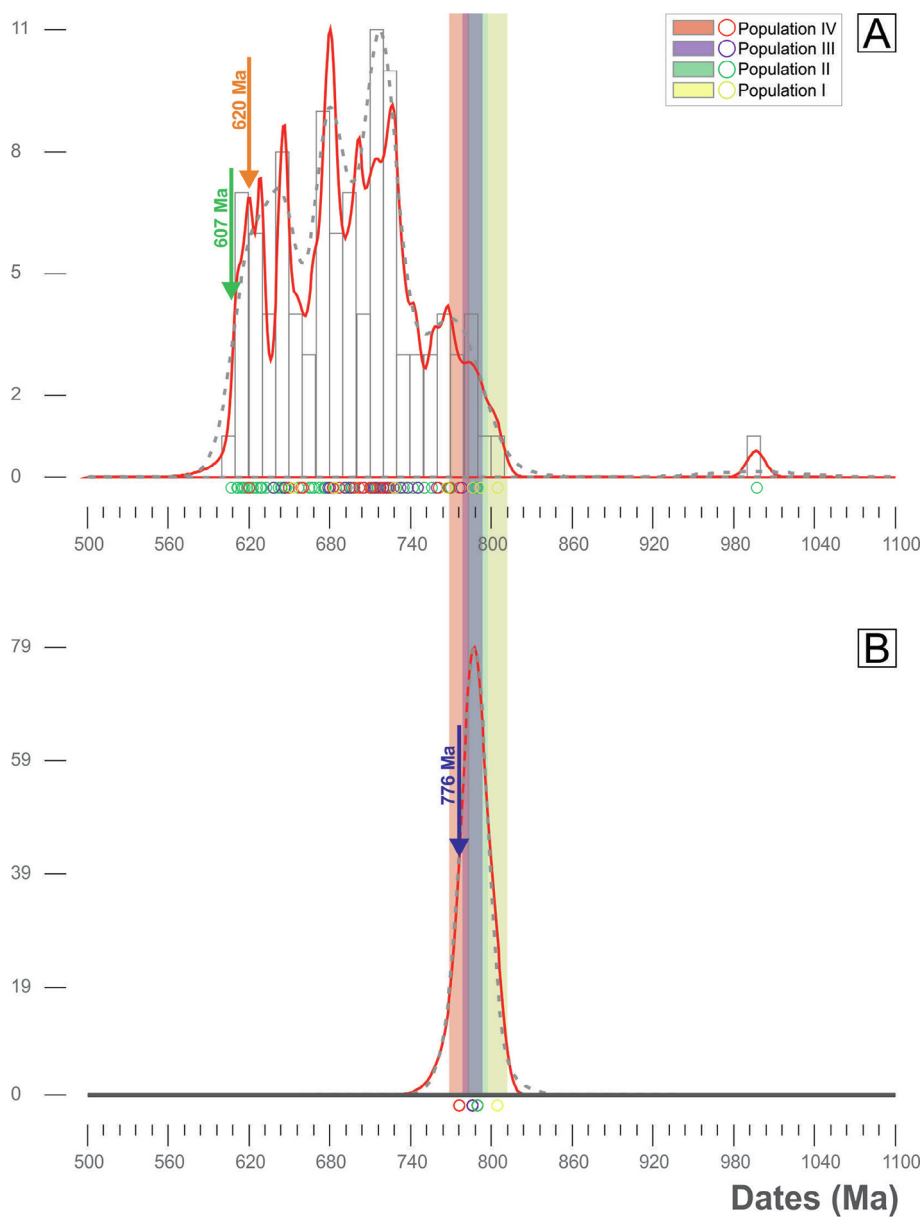 11
8
5
2
0
607 Ma
620 Ma
Population IV
Population III
Population II
Population I
A
500 560 620 680 740 800 860 920 980 1040 1100
B
79
59
39
19
0
776 Ma
500 560 620 680 740 800 860 920 980 1040 1100
Dates (Ma)